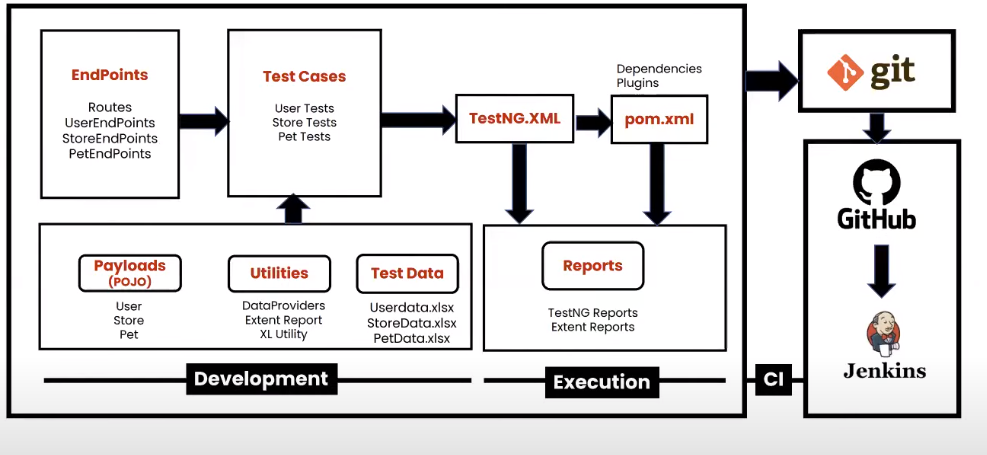 EndPoints
Routes
UserEndPoints
StoreEndPoints
PetEndPoints
Test Cases
User Tests
Store Tests
Pet Tests
TestNG.XML
Dependencies
Plugins
pom.xml
git
GitHub
Jenkins
Payloads
(POJO)
User
Store
Pet
Utilities
DataProviders
Extent Report
XL Utility
Test Data
Userdata.xlsx
StoreData.xlsx
PetData.xlsx
Reports
TestNG Reports
Extent Reports
Development
Execution
CI